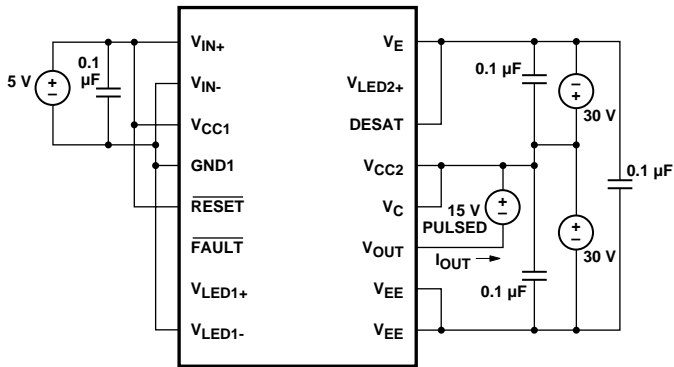 5 V
0.1
µF
V_IN+
V_IN-
V_CC1
GND1
RESET
FAULT
V_LED1+
V_LED1-
V_E
V_LED2+
DESAT
V_CC2
V_C
V_OUT
V_EE
V_EE
0.1 µF
30 V
0.1 µF
15 V
PULSED
I_OUT →
30 V
0.1 µF